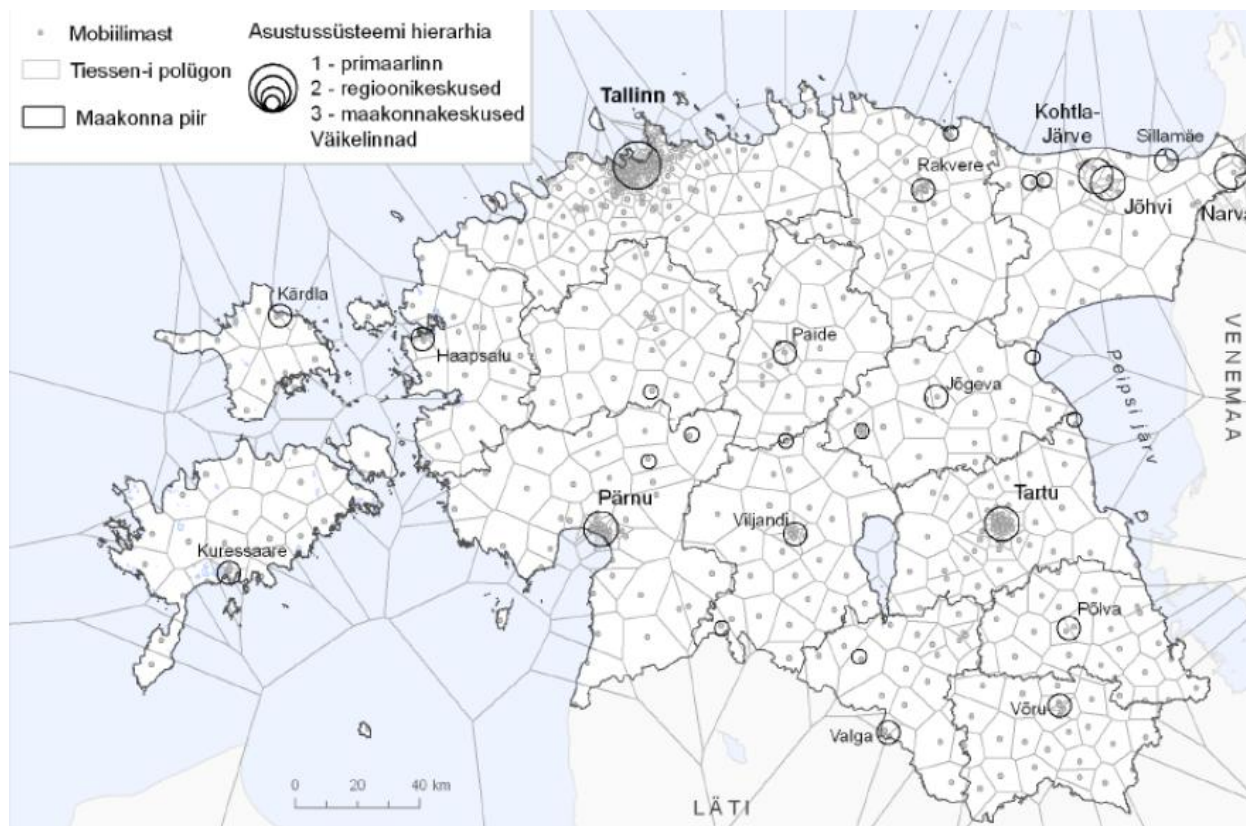 Mobiilimast
Tiessen-i polügon
Maakonna piir
Asustussüsteemi hierarhia
1 - primaarlinn
2 - regioonikeskused
3 - maakonnakeskused
Väikelinnad
Tallinn
Kohtla-
Järve
Sillamäe
Rakvere
Jõhvi
Narva
Kärdla
Haapsalu
Paide
Jõgeva
Peipsi järv
VENEMAA
Pärnu
Viljandi
Tartu
Kuressaare
Põlva
Võru
Valga
0 20 40 km
LÄTI